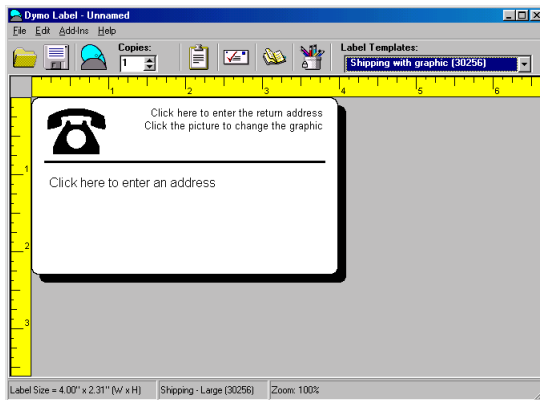 Dymo Label - Unnamed
File Edit Add-Ins Help
Copies:
1
Label Templates:
Shipping with graphic (30256)
1 2 3 4 5 6
1
2
3
Click here to enter the return address
Click the picture to change the graphic
Click here to enter an address
Label Size = 4.00" x 2.31" (W x H) Shipping - Large (30256) Zoom: 100%